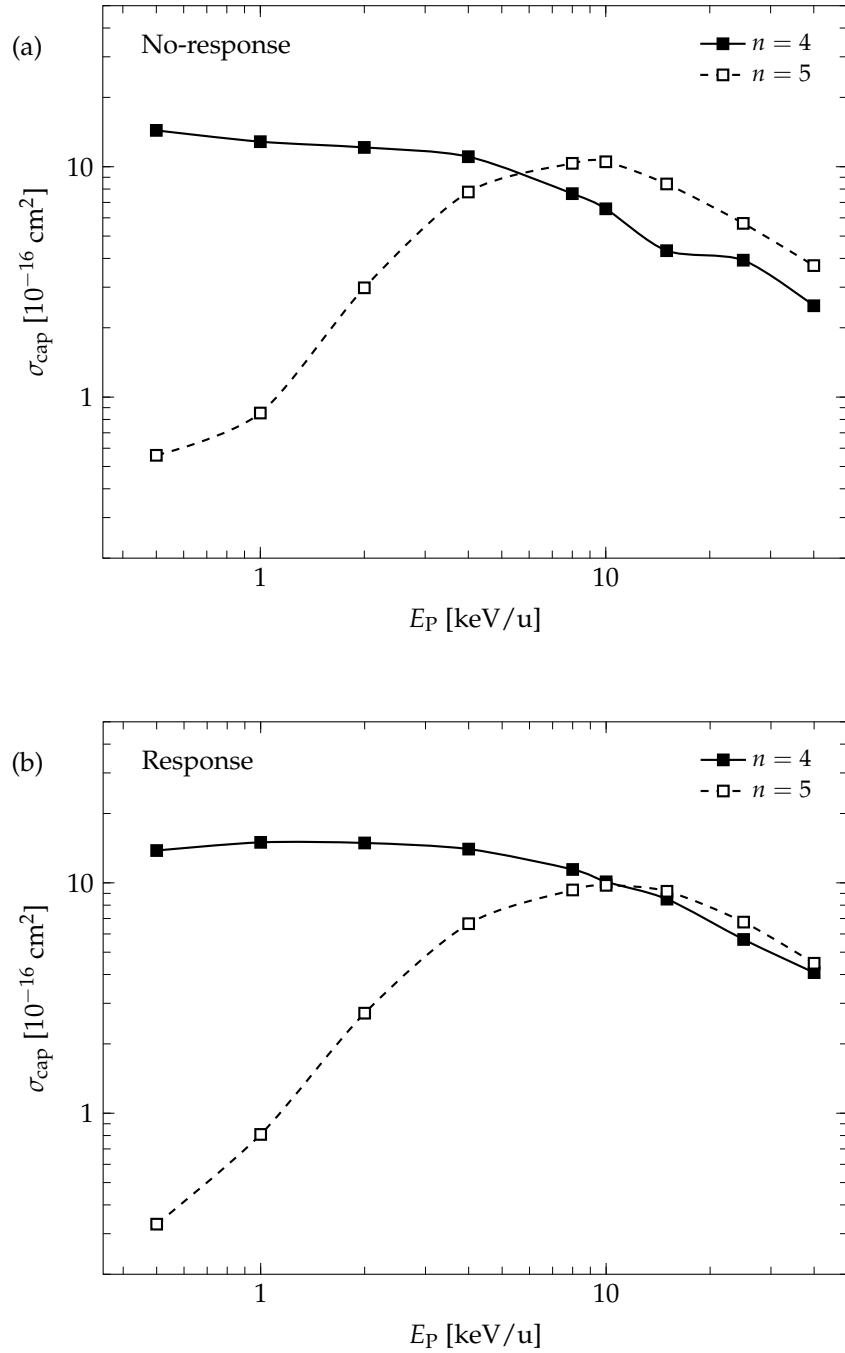 (a)
No-response
n = 4
n = 5
10
1
σcap [10⁻¹⁶ cm²]
1
10
EP [keV/u]
(b)
Response
n = 4
n = 5
10
1
σcap [10⁻¹⁶ cm²]
1
10
EP [keV/u]